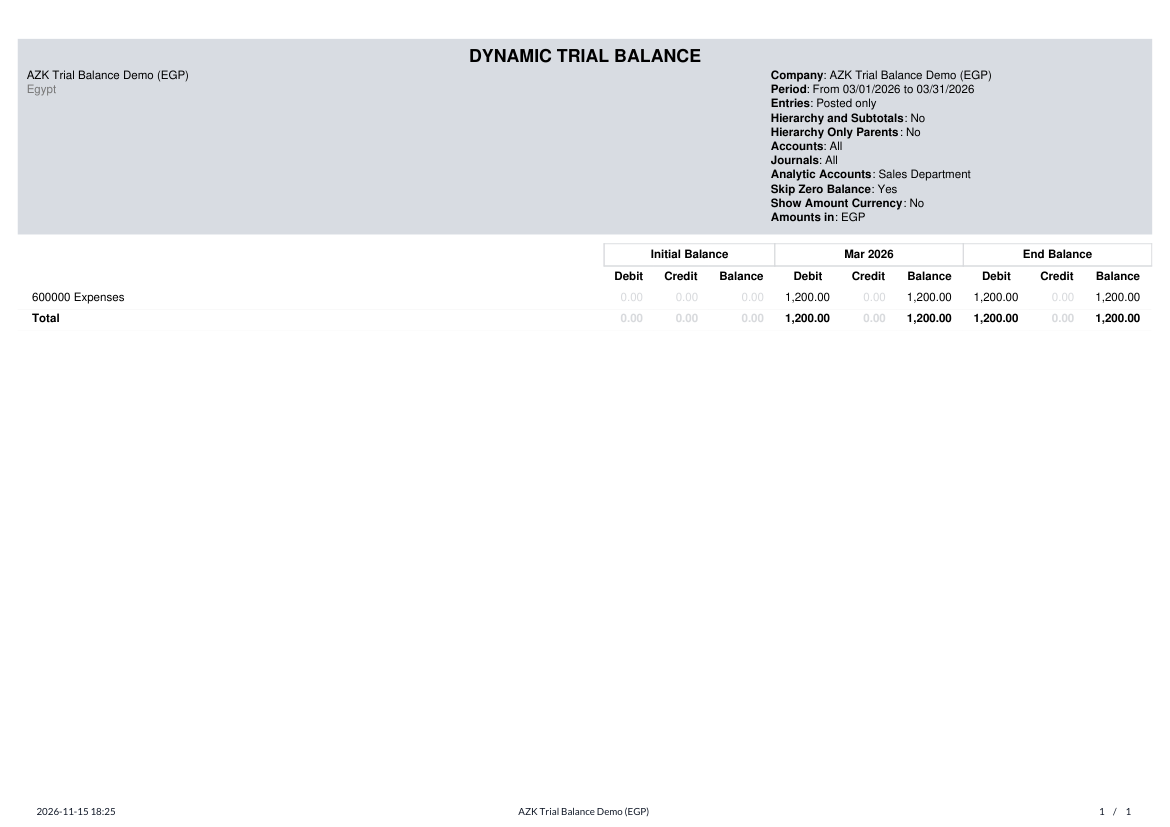 DYNAMIC TRIAL BALANCE
AZK Trial Balance Demo (EGP)
Egypt
Company: AZK Trial Balance Demo (EGP)
Period: From 03/01/2026 to 03/31/2026
Entries: Posted only
Hierarchy and Subtotals: No
Hierarchy Only Parents: No
Accounts: All
Journals: All
Analytic Accounts: Sales Department
Skip Zero Balance: Yes
Show Amount Currency: No
Amounts in: EGP
Initial Balance Mar 2026 End Balance
Debit Credit Balance Debit Credit Balance Debit Credit Balance
600000 Expenses 0.00 0.00 0.00 1,200.00 0.00 1,200.00 1,200.00 0.00 1,200.00
Total 0.00 0.00 0.00 1,200.00 0.00 1,200.00 1,200.00 0.00 1,200.00
2026-11-15 18:25 AZK Trial Balance Demo (EGP) 1 / 1